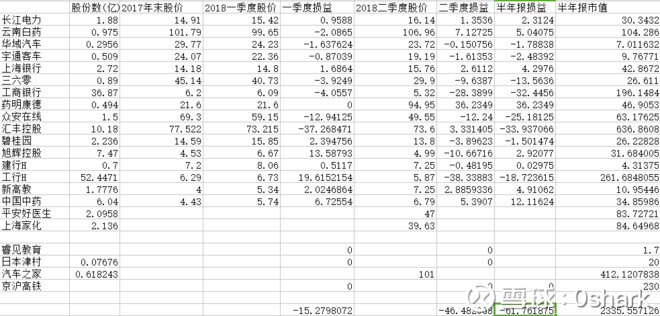 股份数(亿) 2017年末股价 2018一季度股价 一季度损益 2018二季度股价 二季度损益 半年报损益 半年报市值
长江电力 1.88 14.91 15.42 0.9588 16.14 1.3536 2.3124 30.3432
云南白药 0.975 101.79 99.65 -2.0865 106.96 7.12725 5.04075 104.286
华域汽车 0.2956 29.77 24.23 -1.637624 23.72 -0.150756 -1.78838 7.011632
宇通客车 0.509 24.07 22.36 -0.87039 19.19 -1.61353 -2.48392 9.76771
上海银行 2.72 14.18 14.8 1.6864 15.76 2.6112 4.2976 42.8672
三六零 0.89 45.14 40.73 -3.9249 29.9 -9.6387 -13.5636 26.611
工商银行 36.87 6.2 6.09 -4.0557 5.32 -28.3899 -32.4456 196.1484
药明康德 0.494 21.6 21.6 0 94.95 36.2349 36.2349 46.9053
众安在线 1.5 69.3 59.15 -12.94125 49.55 -12.24 -25.18125 63.17625
汇丰控股 10.18 77.522 73.215 -37.268471 73.6 3.331405 -33.937066 636.8608
碧桂园 2.236 14.59 15.85 2.394756 13.8 -3.89623 -1.501474 26.22828
旭辉控股 7.47 4.53 6.67 13.58793 4.99 -10.66716 2.92077 31.684005
建行H 0.7 7.2 8.06 0.5117 7.25 -0.48195 0.02975 4.31375
工行H 52.4471 6.29 6.73 19.6152154 5.87 -38.33883 -18.723615 261.6848055
新高教 1.7776 4 5.34 2.0246864 7.25 2.8859336 4.91062 10.95446
中国中药 6.04 4.43 5.74 6.72554 6.79 5.3907 12.11624 34.85986
平安好医生 2.0958 47 83.72721
上海家化 2.136 39.63 84.64968
睿见教育 0 0 1.7
日本津村 0.07676 0 0 20
汽车之家 0.618243 101 412.1207838
京沪高铁 0 0 230
-15.2798072 -61.761875 2335.557126
雪球:0shark